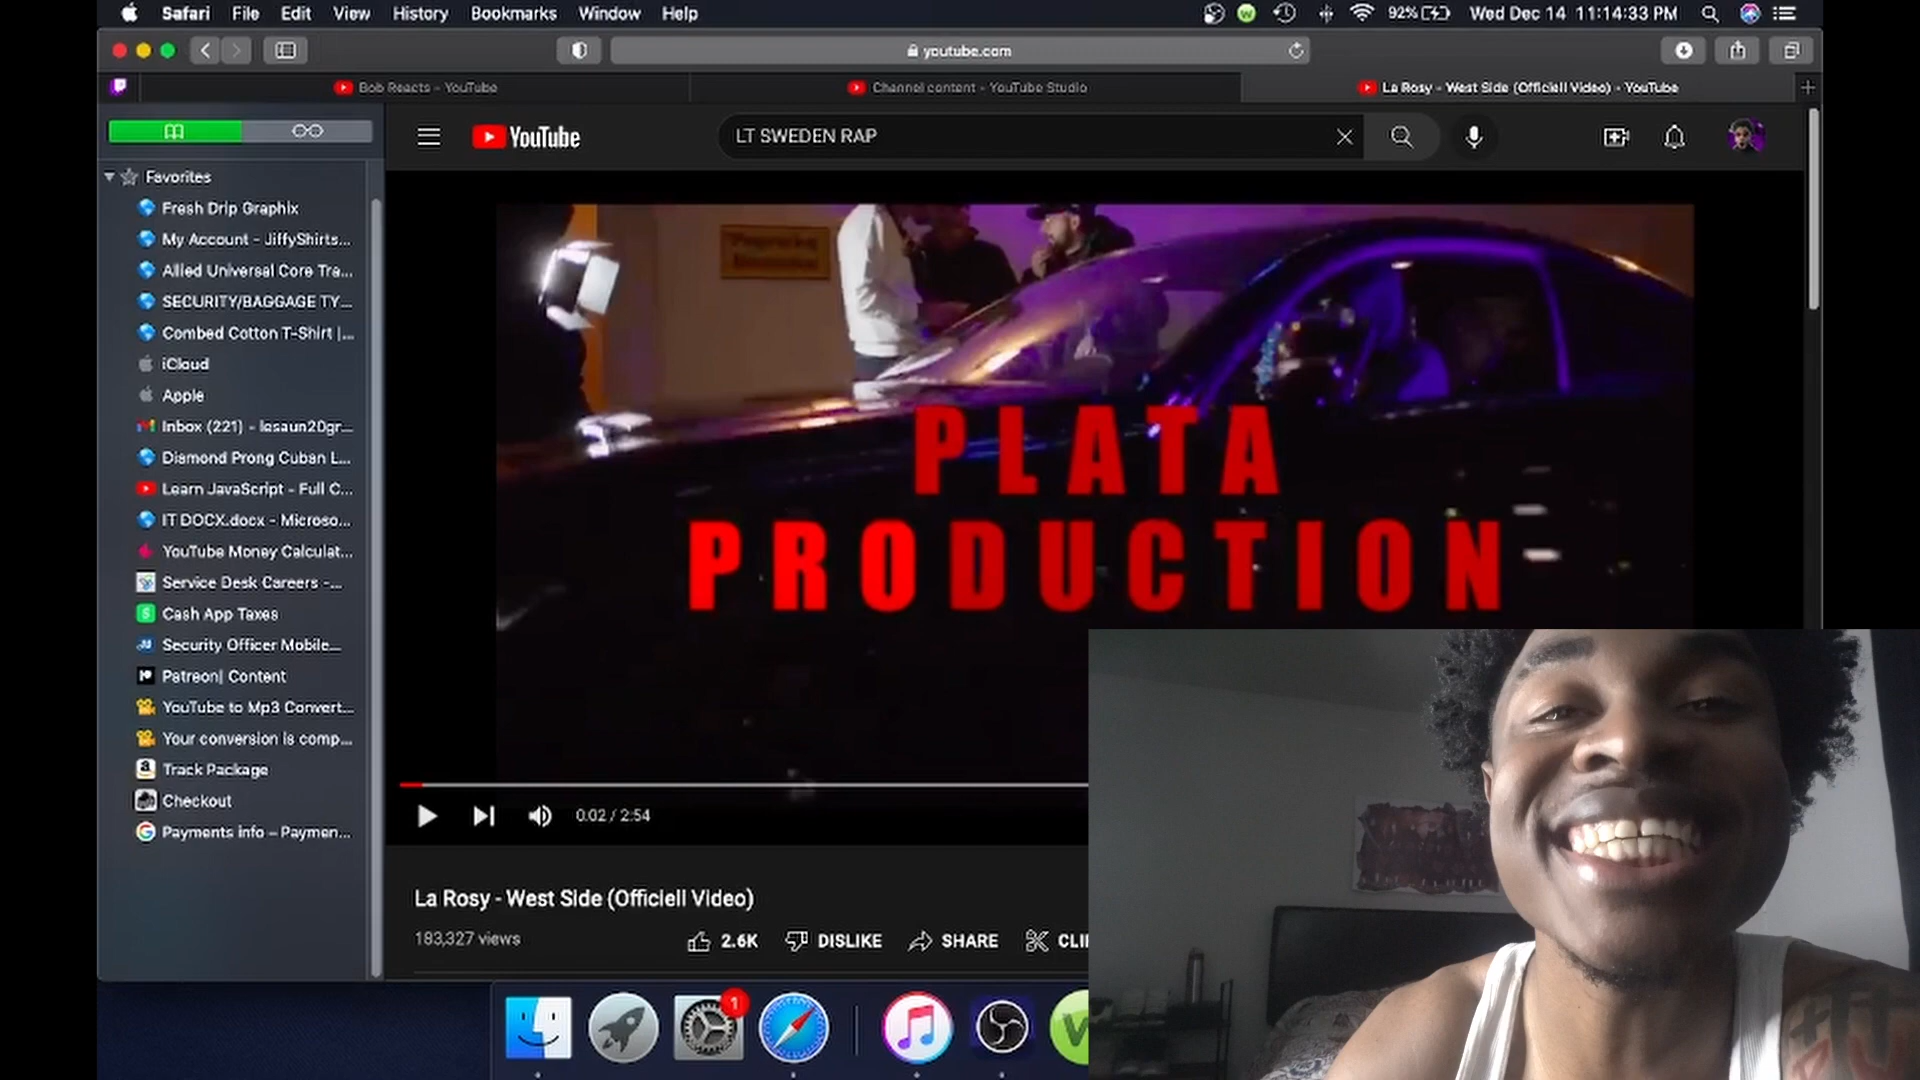 Safari File Edit View History Bookmarks Window Help 92% Wed Dec 14 11:14:33 PM
youtube.com
Bob Reacts - YouTube Channel content - YouTube Studio La Rosy - West Side (Officiell Video) - YouTube
YouTube LT SWEDEN RAP
Favorites
Fresh Drip Graphix
My Account - JiffyShirts...
Allied Universal Core Tra...
SECURITY/BAGGAGE TY...
Combed Cotton T-Shirt |...
iCloud
Apple
Inbox (221) - lesaun20gr...
Diamond Prong Cuban L...
Learn JavaScript - Full C...
IT DOCX.docx - Microso...
YouTube Money Calculat...
Service Desk Careers -...
Cash App Taxes
Security Officer Mobile...
Patreon| Content
YouTube to Mp3 Convert...
Your conversion is comp...
Track Package
Checkout
Payments info – Paymen...
PLATA
PRODUCTION
0:02 / 2:54
La Rosy - West Side (Officiell Video)
183,327 views 2.6K DISLIKE SHARE CLI
1